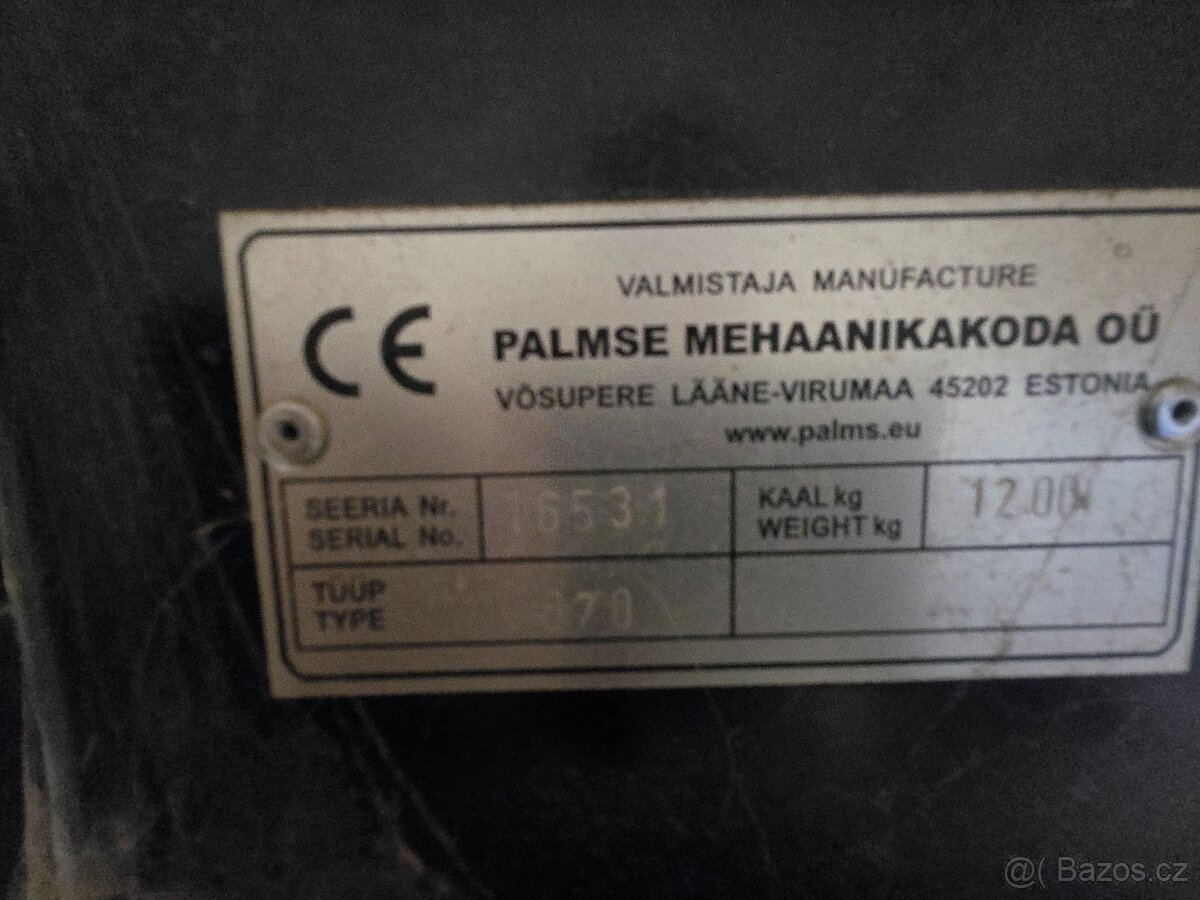 VALMISTAJA MANUFACTURE
CE
PALMSE MEHAANIKAKODA OÜ
VÕSUPERE LÄÄNE-VIRUMAA 45202 ESTONIA
www.palms.eu
SEERIA Nr. 16531 KAAL kg
SERIAL No. WEIGHT kg
TÜÜP
TYPE
@( Bazos.cz